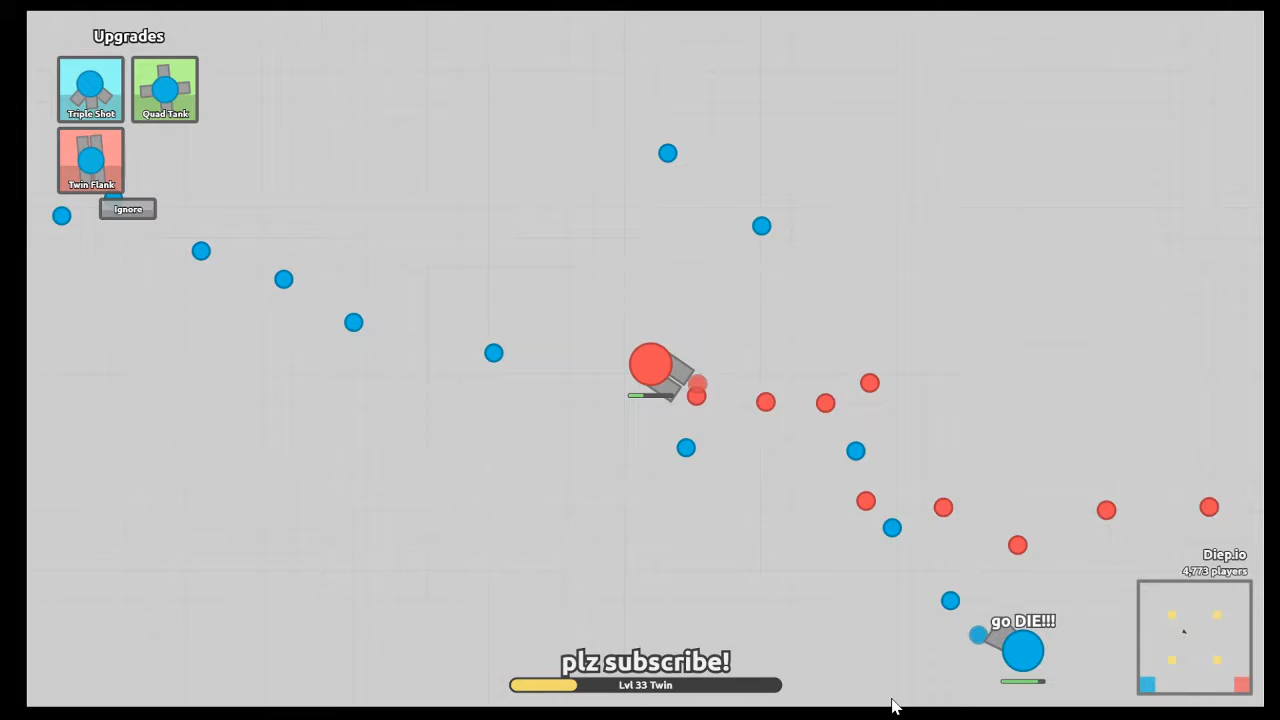 Upgrades
Triple Shot
Quad Tank
Twin Flank
Ignore
Diep.io
4,773 players
go DIE!!!
plz subscribe!
Lvl 33 Twin